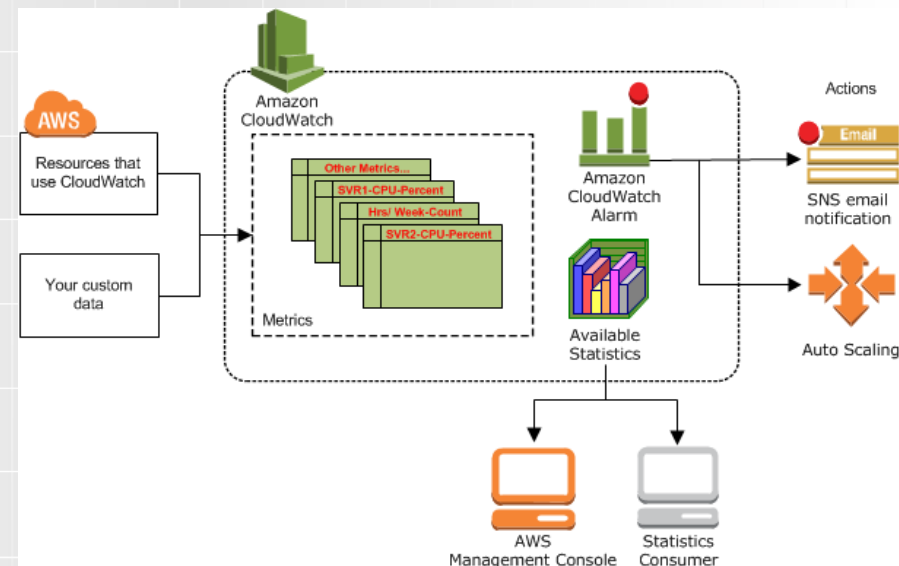 Amazon
CloudWatch
AWS
Resources that
use CloudWatch
Your custom
data
Other Metrics...
SVR1-CPU-Percent
Hrs/ Week-Count
SVR2-CPU-Percent
Metrics
Amazon
CloudWatch
Alarm
Available
Statistics
Actions
Email
SNS email
notification
Auto Scaling
AWS
Management Console
Statistics
Consumer